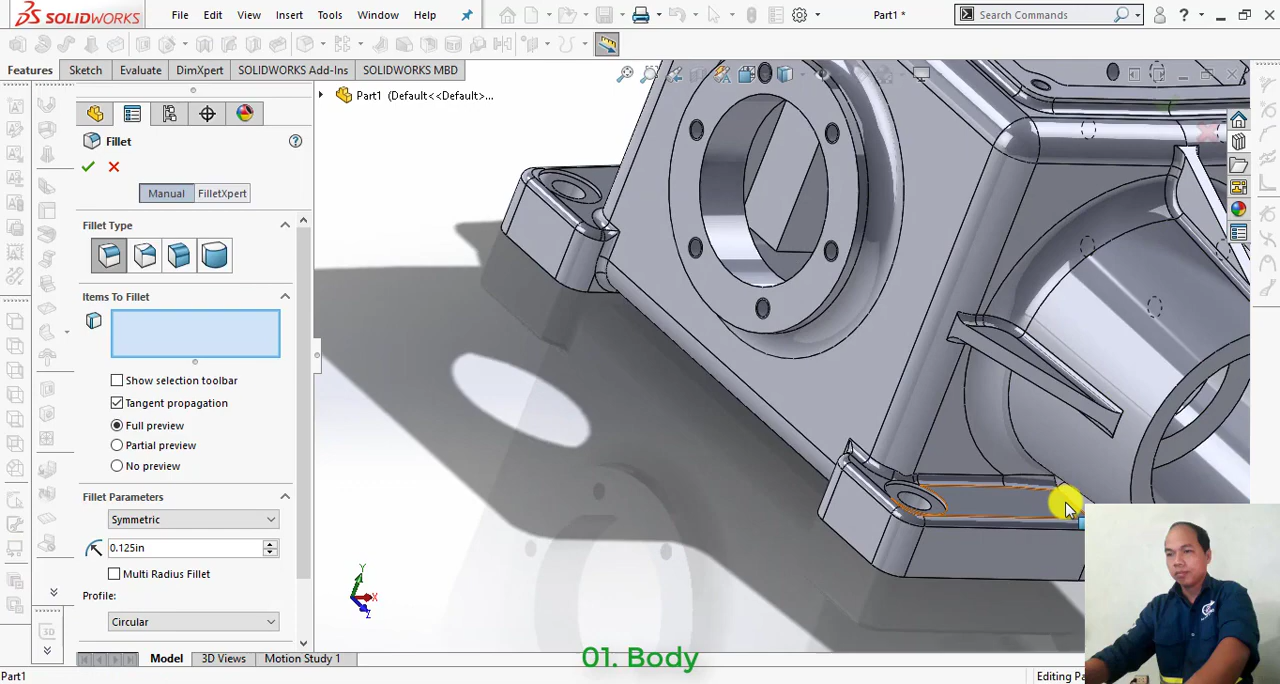 SOLIDWORKS
File Edit View Insert Tools Window Help
Part1 *
Search Commands
Features Sketch Evaluate DimXpert SOLIDWORKS Add-Ins SOLIDWORKS MBD
Part1 (Default<<Default>...
Fillet
Manual FilletXpert
Fillet Type
Items To Fillet
Show selection toolbar
Tangent propagation
Full preview
Partial preview
No preview
Fillet Parameters
Symmetric
0.125in
Multi Radius Fillet
Profile:
Circular
Y
X
Z
3D
Model 3D Views Motion Study 1
01. Body
Part1
Editing Pa